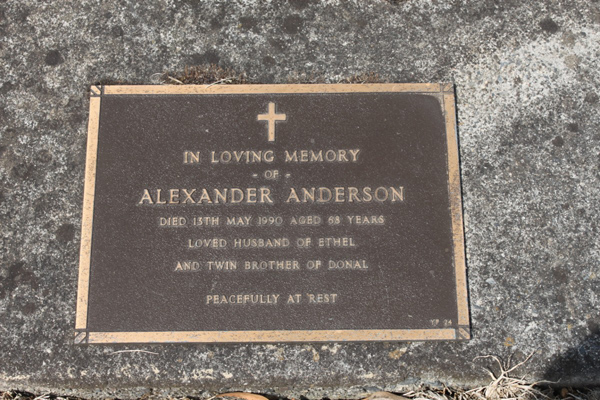 IN LOVING MEMORY
- OF -
ALEXANDER ANDERSON
DIED 13TH MAY 1990 AGED YEARS
LOVED HUSBAND OF ETHEL
AND TWIN BROTHER OF DONAL
PEACEFULLY AT REST